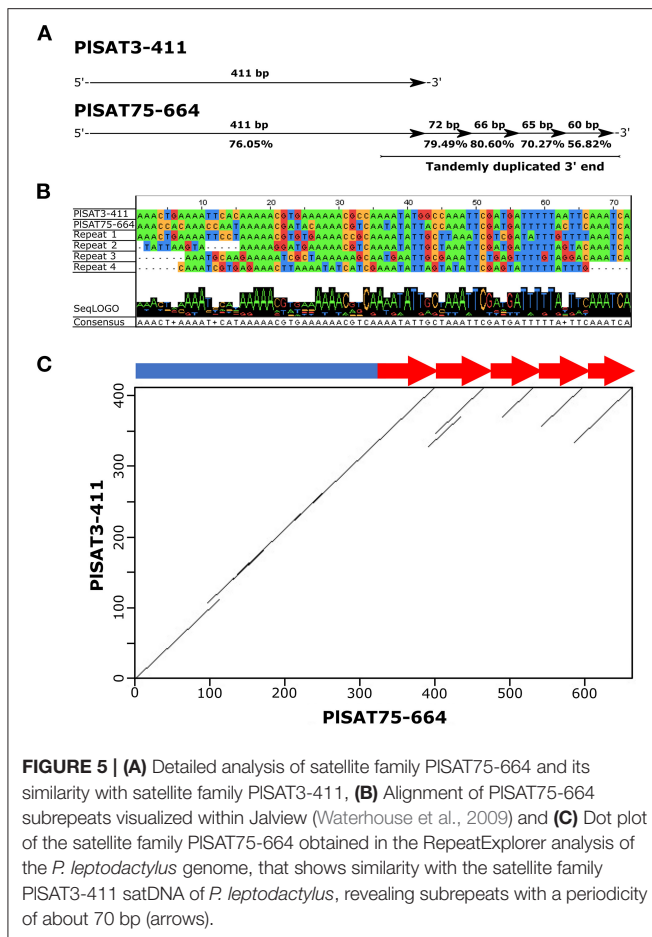 A
PlSAT3-411
411 bp
5'- -3'
PlSAT75-664
411 bp 72 bp 66 bp 65 bp 60 bp
5'- -3'
76.05% 79.49% 80.60% 70.27% 56.82%
Tandemly duplicated 3' end
B
10 20 30 40 50 60 70
PlSAT3-411 AAACTGAAAATTCACAAAAACGTGAAAAAACGCCAAAATATGGCCAAATTCGATGATTTTTAATTCAAATCA
PlSAT75-664
Repeat 1
Repeat 2
Repeat 3
Repeat 4
SeqLOGO
Consensus AAACT+AAAAT+CATAAAAACGTGAAAAAACGTCAAAATATTGCTAAATTCGATGATTTTTA+TTCAAATCA
C
400
300
200
100
0
PlSAT3-411
0 100 200 300 400 500 600
PlSAT75-664
FIGURE 5 | (A) Detailed analysis of satellite family PlSAT75-664 and its
similarity with satellite family PlSAT3-411, (B) Alignment of PlSAT75-664
subrepeats visualized within Jalview (Waterhouse et al., 2009) and (C) Dot plot
of the satellite family PlSAT75-664 obtained in the RepeatExplorer analysis of
the P. leptodactylus genome, that shows similarity with the satellite family
PlSAT3-411 satDNA of P. leptodactylus, revealing subrepeats with a periodicity
of about 70 bp (arrows).